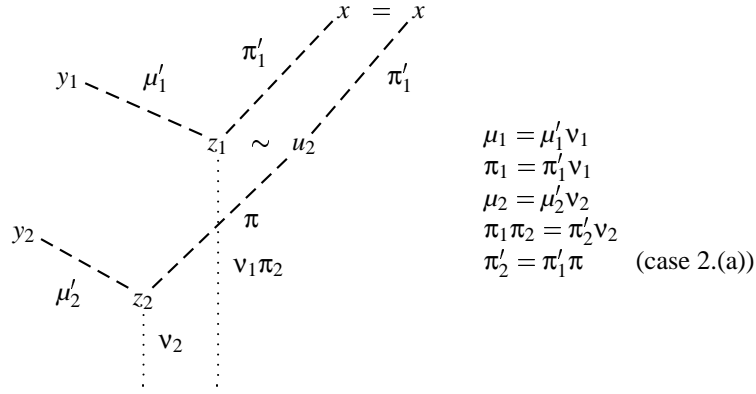 x = x
π′₁ π′₁
y₁ μ′₁
z₁ ∼ u₂
μ₁ = μ′₁ν₁
π₁ = π′₁ν₁
μ₂ = μ′₂ν₂
π₁π₂ = π′₂ν₂
π′₂ = π′₁π (case 2.(a))
π
y₂
ν₁π₂
μ′₂ z₂
ν₂